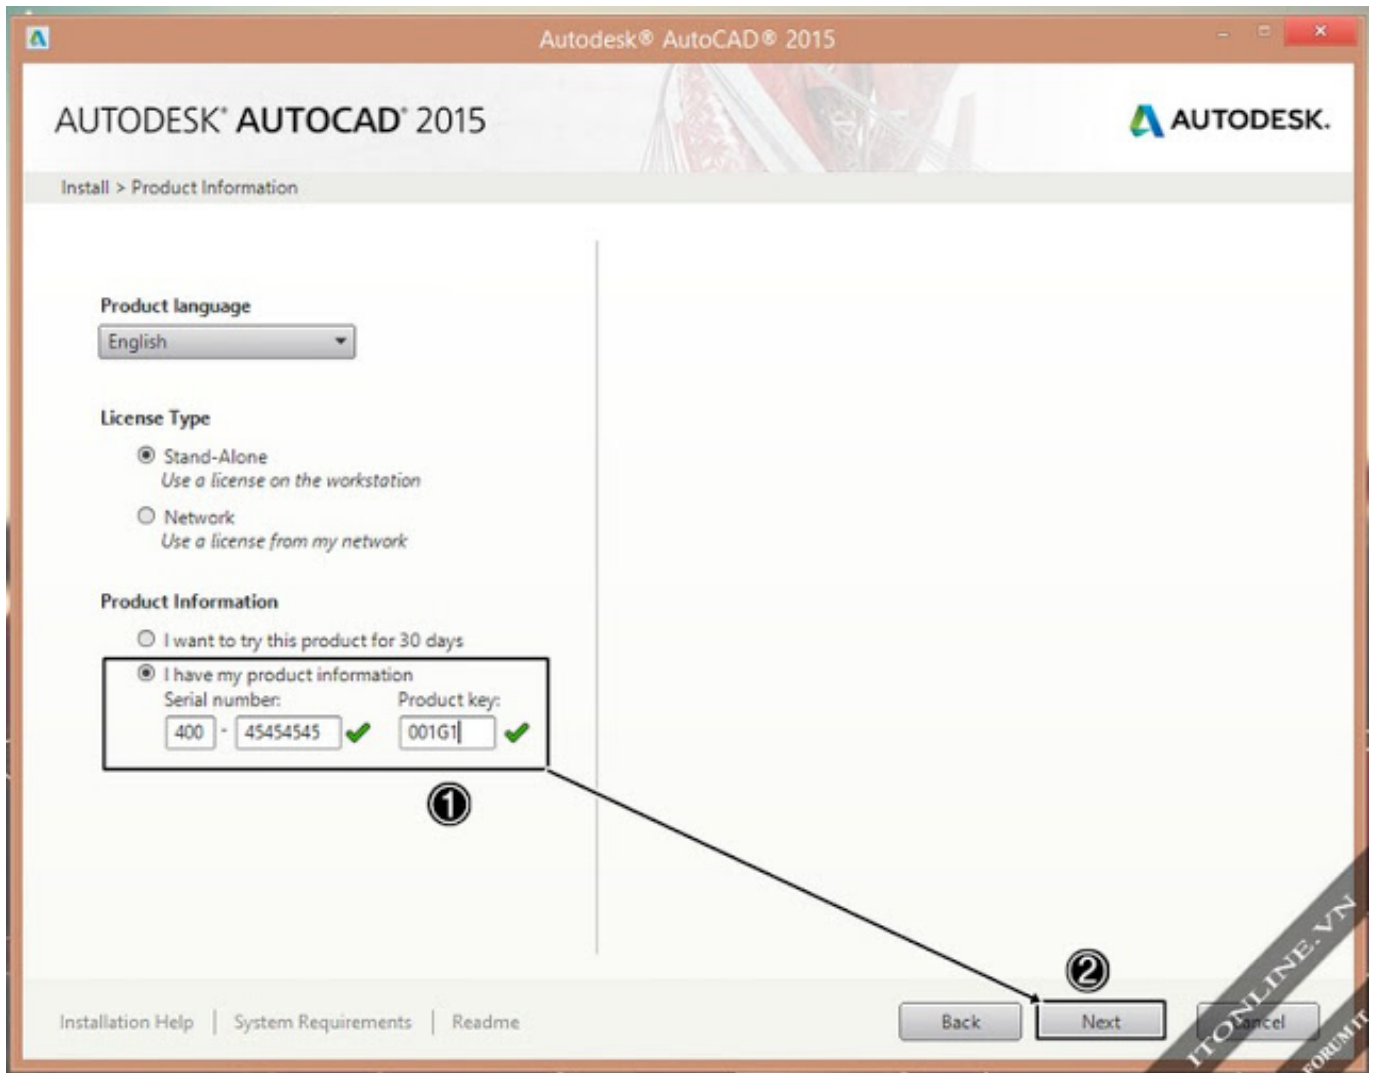 Autodesk® AutoCAD® 2015
AUTODESK® AUTOCAD® 2015
AUTODESK.
Install > Product Information
Product language
English
License Type
Stand-Alone
Use a license on the workstation
Network
Use a license from my network
Product Information
I want to try this product for 30 days
I have my product information
Serial number: Product key:
400 - 45454545 001G1
1
2
Installation Help | System Requirements | Readme
Back Next Cancel
ITONLINE.VN
FORUM IT